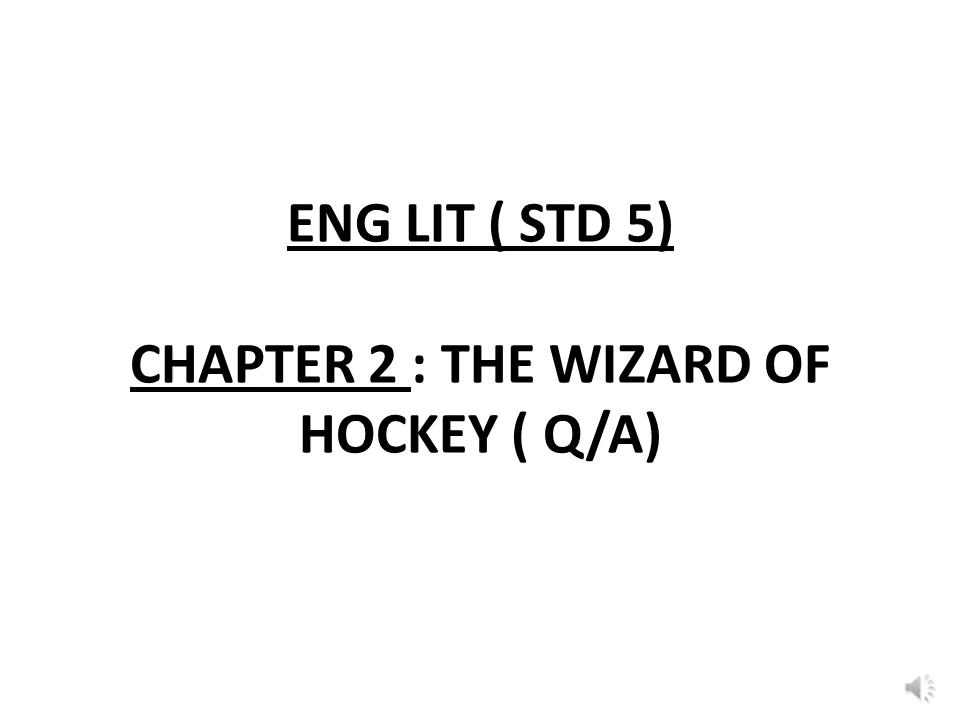 ENG LIT ( STD 5)
CHAPTER 2 : THE WIZARD OF
HOCKEY ( Q/A)